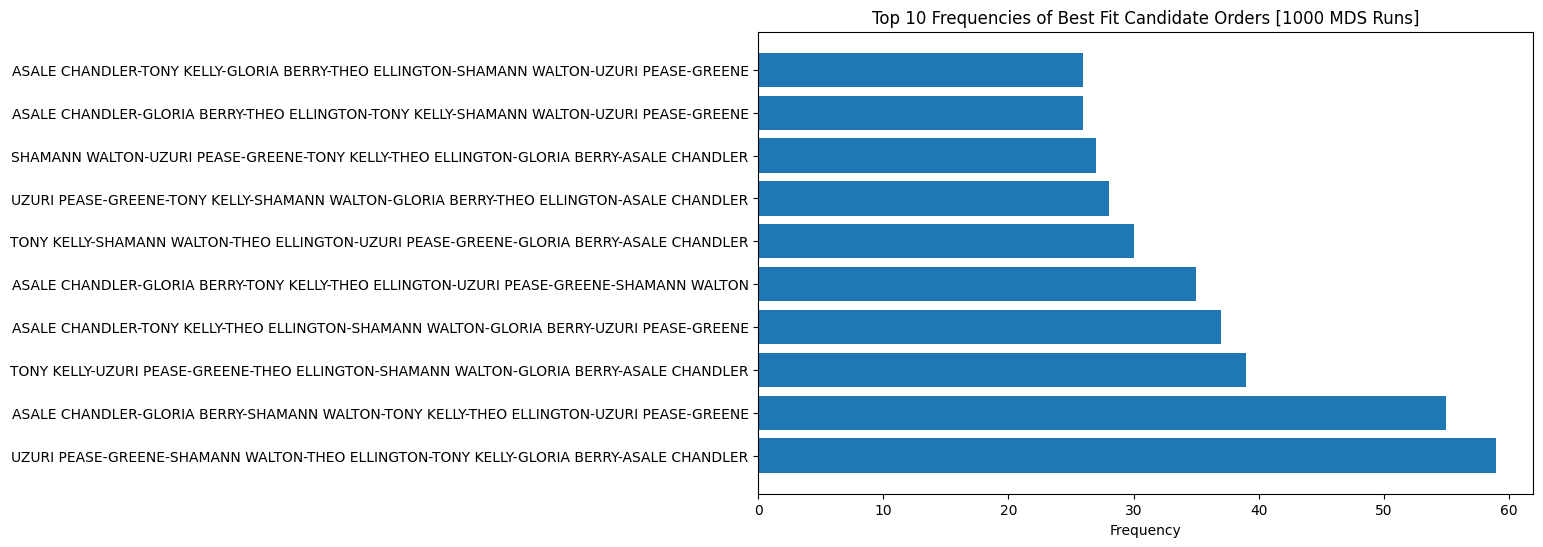 Top 10 Frequencies of Best Fit Candidate Orders [1000 MDS Runs]
ASALE CHANDLER-TONY KELLY-GLORIA BERRY-THEO ELLINGTON-SHAMANN WALTON-UZURI PEASE-GREENE
ASALE CHANDLER-GLORIA BERRY-THEO ELLINGTON-TONY KELLY-SHAMANN WALTON-UZURI PEASE-GREENE
SHAMANN WALTON-UZURI PEASE-GREENE-TONY KELLY-THEO ELLINGTON-GLORIA BERRY-ASALE CHANDLER
UZURI PEASE-GREENE-TONY KELLY-SHAMANN WALTON-GLORIA BERRY-THEO ELLINGTON-ASALE CHANDLER
TONY KELLY-SHAMANN WALTON-THEO ELLINGTON-UZURI PEASE-GREENE-GLORIA BERRY-ASALE CHANDLER
ASALE CHANDLER-GLORIA BERRY-TONY KELLY-THEO ELLINGTON-UZURI PEASE-GREENE-SHAMANN WALTON
ASALE CHANDLER-TONY KELLY-THEO ELLINGTON-SHAMANN WALTON-GLORIA BERRY-UZURI PEASE-GREENE
TONY KELLY-UZURI PEASE-GREENE-THEO ELLINGTON-SHAMANN WALTON-GLORIA BERRY-ASALE CHANDLER
ASALE CHANDLER-GLORIA BERRY-SHAMANN WALTON-TONY KELLY-THEO ELLINGTON-UZURI PEASE-GREENE
UZURI PEASE-GREENE-SHAMANN WALTON-THEO ELLINGTON-TONY KELLY-GLORIA BERRY-ASALE CHANDLER
0 10 20 30 40 50 60
Frequency